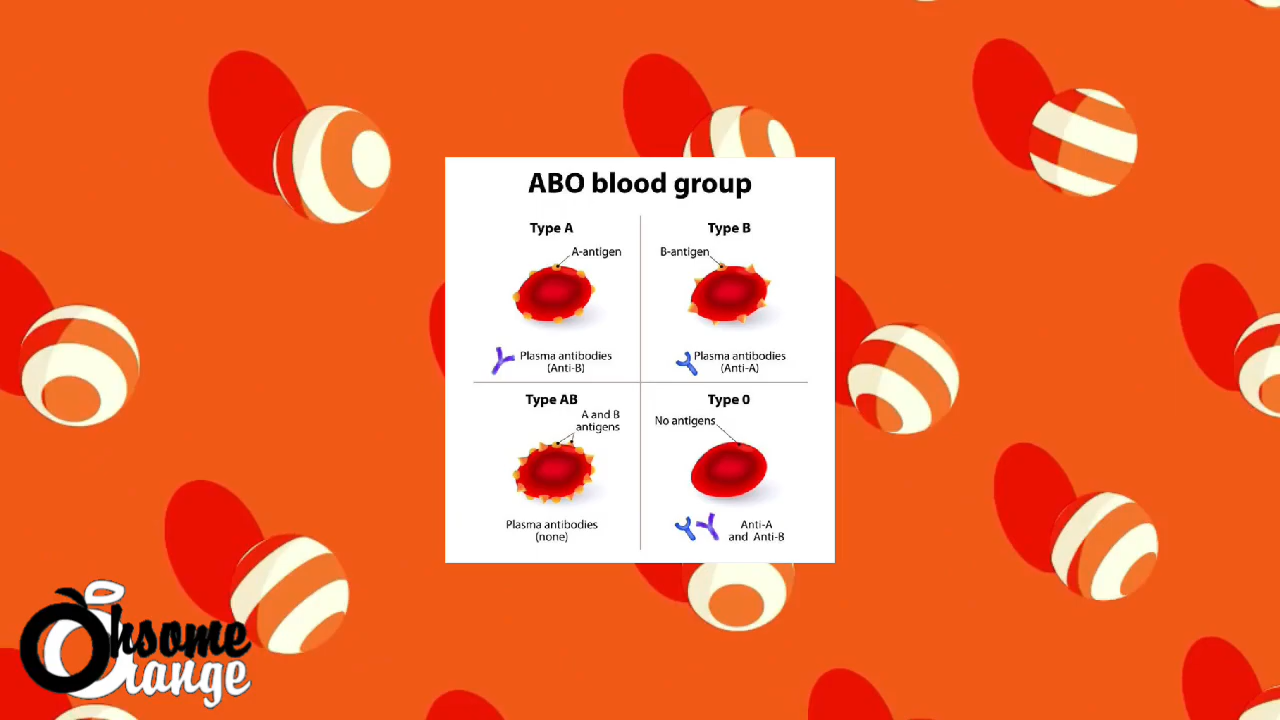 ABO blood group
Type A
A-antigen
Plasma antibodies
(Anti-B)
Type B
B-antigen
Plasma antibodies
(Anti-A)
Type AB
A and B
antigens
Plasma antibodies
(none)
Type 0
No antigens
Anti-A
and Anti-B
Ohsome
Orange